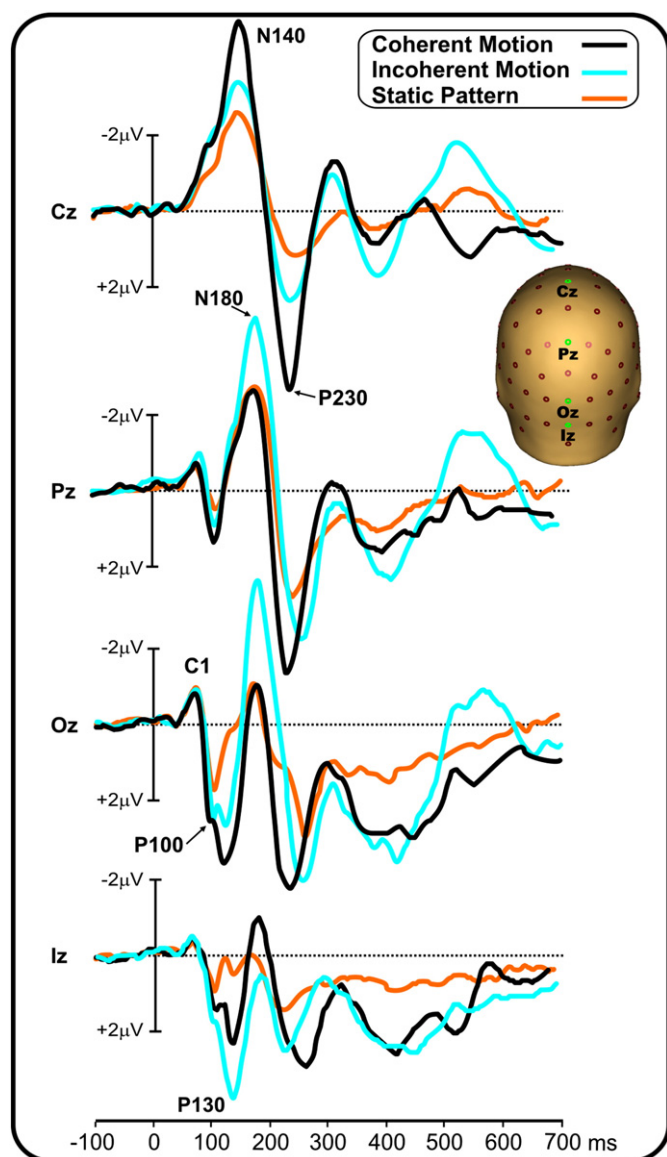 N140
Coherent Motion
Incoherent Motion
Static Pattern
-2μV
Cz
+2μV
N180
P230
Cz
Pz
Oz
Iz
-2μV
Pz
+2μV
-2μV
C1
Oz
+2μV
P100
-2μV
Iz
+2μV
P130
-100 0 100 200 300 400 500 600 700 ms